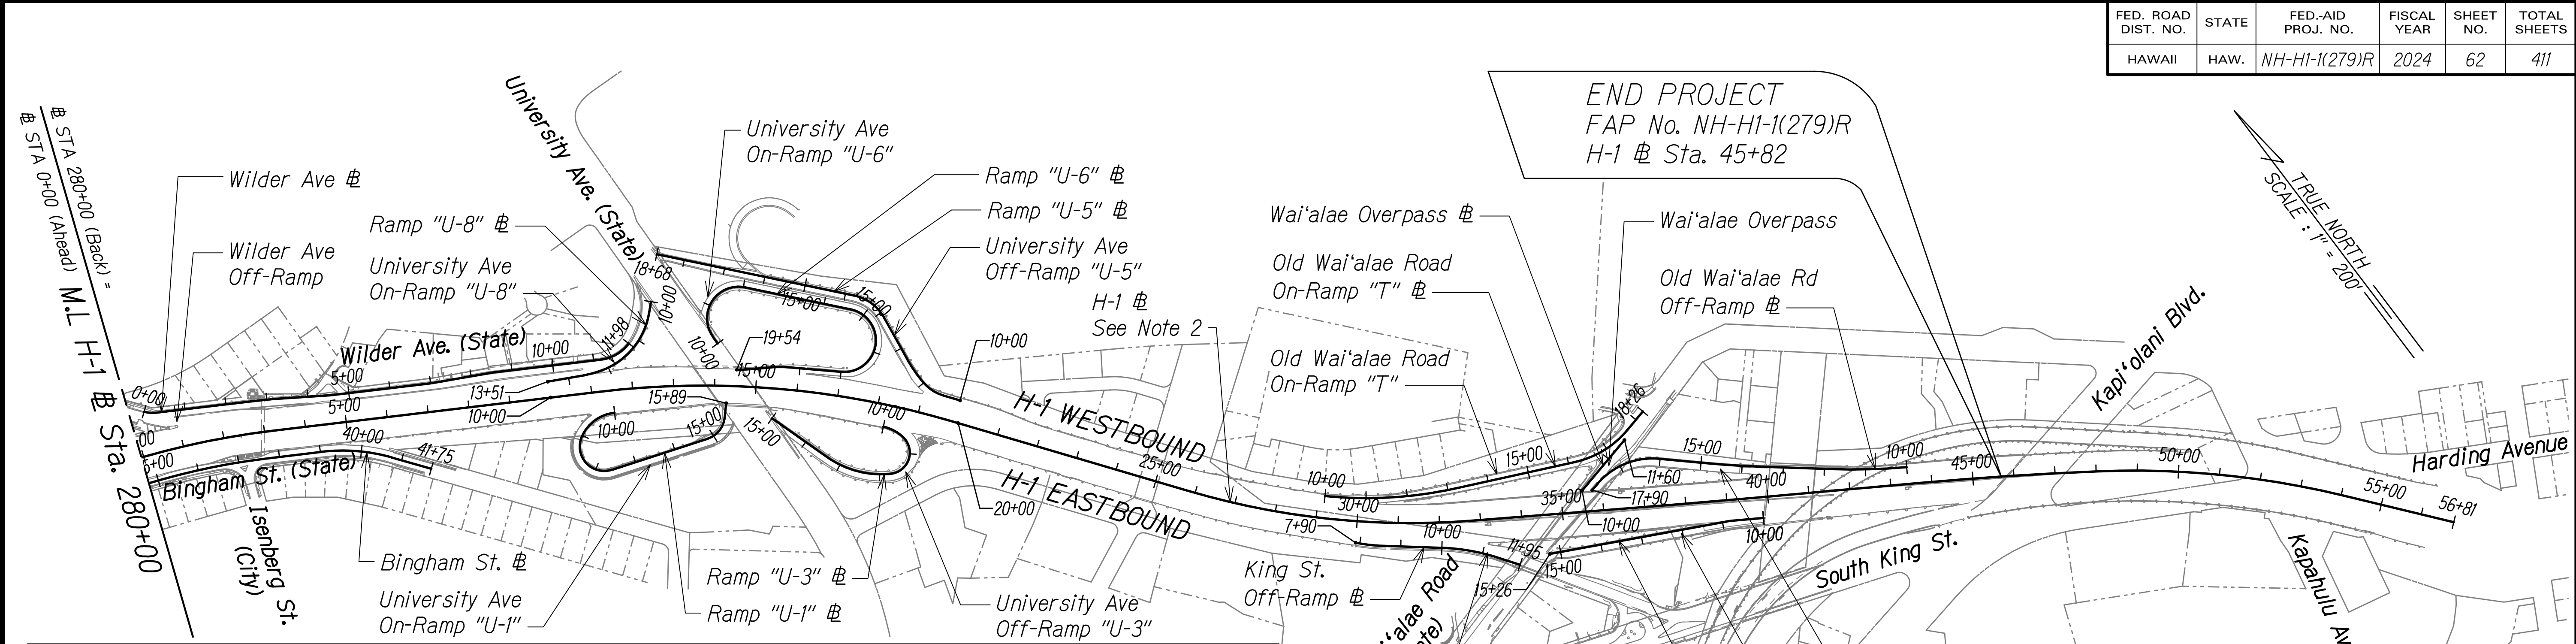 FED. ROAD DIST. NO.
STATE
FED.-AID PROJ. NO.
FISCAL YEAR
SHEET NO.
TOTAL SHEETS
HAWAII
HAW.
NH-H1-1(279)R
2024
62
411
END PROJECT
FAP No. NH-H1-1(279)R
H-1 ℄ Sta. 45+82
TRUE NORTH
SCALE : 1" = 200'
℄ STA 280+00 (Back) =
℄ STA 0+00 (Ahead)
M.L H-1 ℄ Sta. 280+00
Wilder Ave ℄
Wilder Ave
Off-Ramp
Ramp "U-8" ℄
University Ave
On-Ramp "U-8"
University Ave. (State)
University Ave
On-Ramp "U-6"
Ramp "U-6" ℄
Ramp "U-5" ℄
University Ave
Off-Ramp "U-5"
H-1 ℄
See Note 2
Wai'alae Overpass ℄
Old Wai'alae Road
On-Ramp "T" ℄
Old Wai'alae Road
On-Ramp "T"
Wai'alae Overpass
Old Wai'alae Rd
Off-Ramp ℄
Kapi'olani Blvd.
Harding Avenue
Wilder Ave. (State)
0+00
5+00
10+00
11+98
10+00
18+68
15+00
15+00
10+00
19+54
10+00
13+51
5+00
10+00
15+89
15+00
10+00
20+00
25+00
30+00
35+00
40+00
45+00
50+00
55+00
56+81
H-1 WESTBOUND
H-1 EASTBOUND
40+00
41+75
10+00
15+00
15+00
10+00
15+00
18+26
11+60
17+90
10+00
15+00
10+00
7+90
10+00
11+95
15+26
15+00
10+00
Bingham St. (State)
Isenberg St.
(City)
Bingham St. ℄
University Ave
On-Ramp "U-1"
Ramp "U-3" ℄
Ramp "U-1" ℄
University Ave
Off-Ramp "U-3"
King St.
Off-Ramp ℄
South King St.